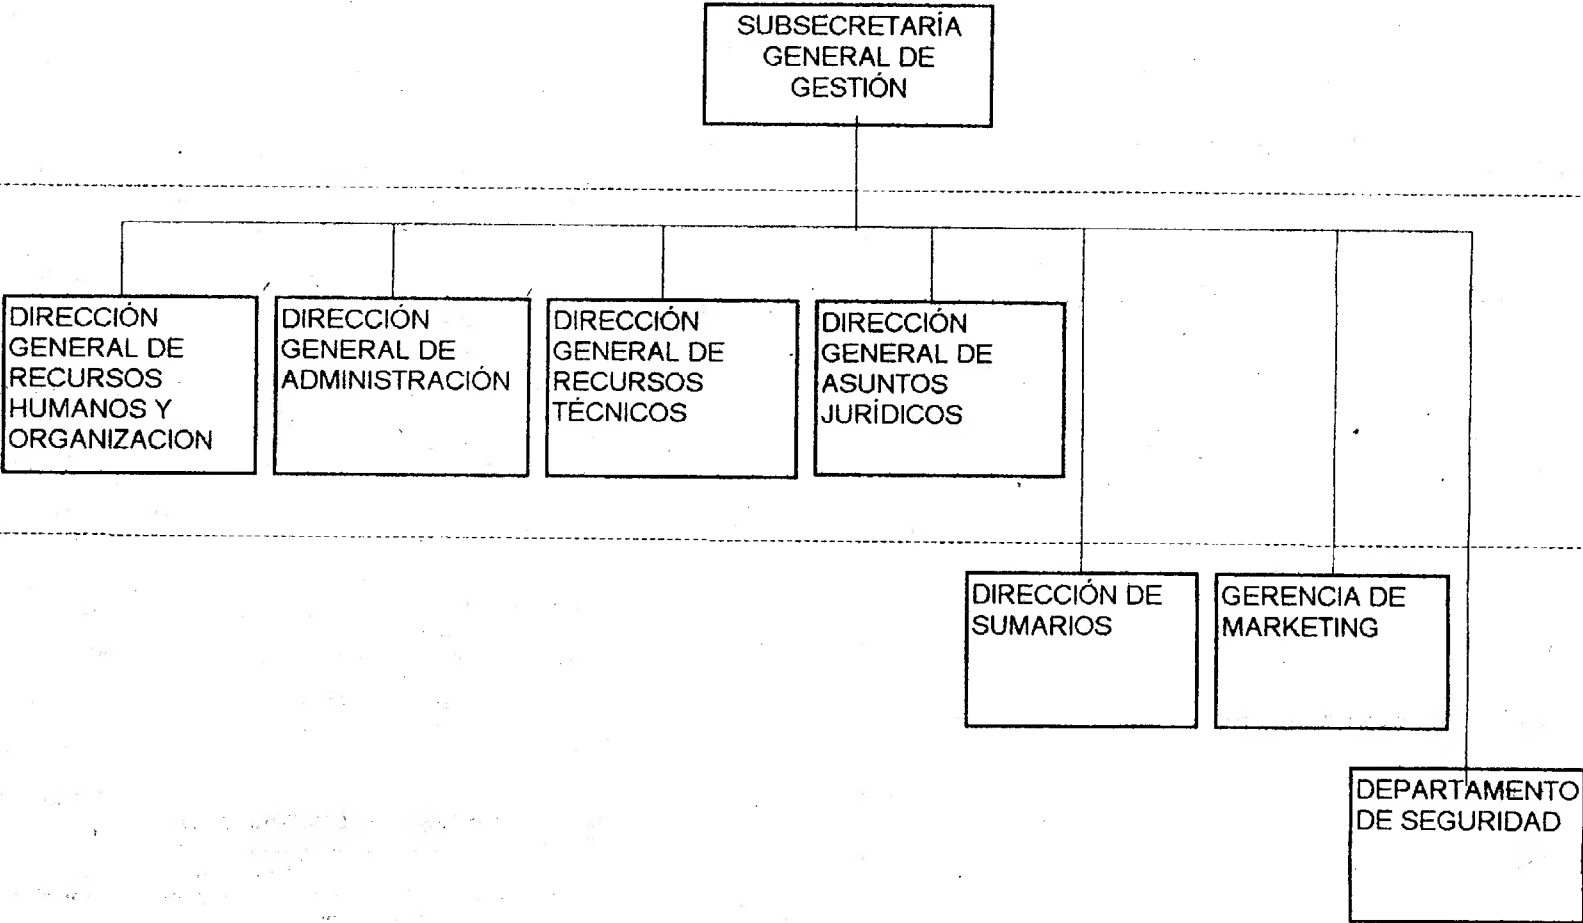 SUBSECRETARÍA
GENERAL DE
GESTIÓN
DIRECCIÓN
GENERAL DE
RECURSOS
HUMANOS Y
ORGANIZACION
DIRECCIÓN
GENERAL DE
ADMINISTRACIÓN
DIRECCIÓN
GENERAL DE
RECURSOS
TÉCNICOS
DIRECCIÓN
GENERAL DE
ASUNTOS
JURÍDICOS
DIRECCIÓN DE
SUMARIOS
GERENCIA DE
MARKETING
DEPARTAMENTO
DE SEGURIDAD